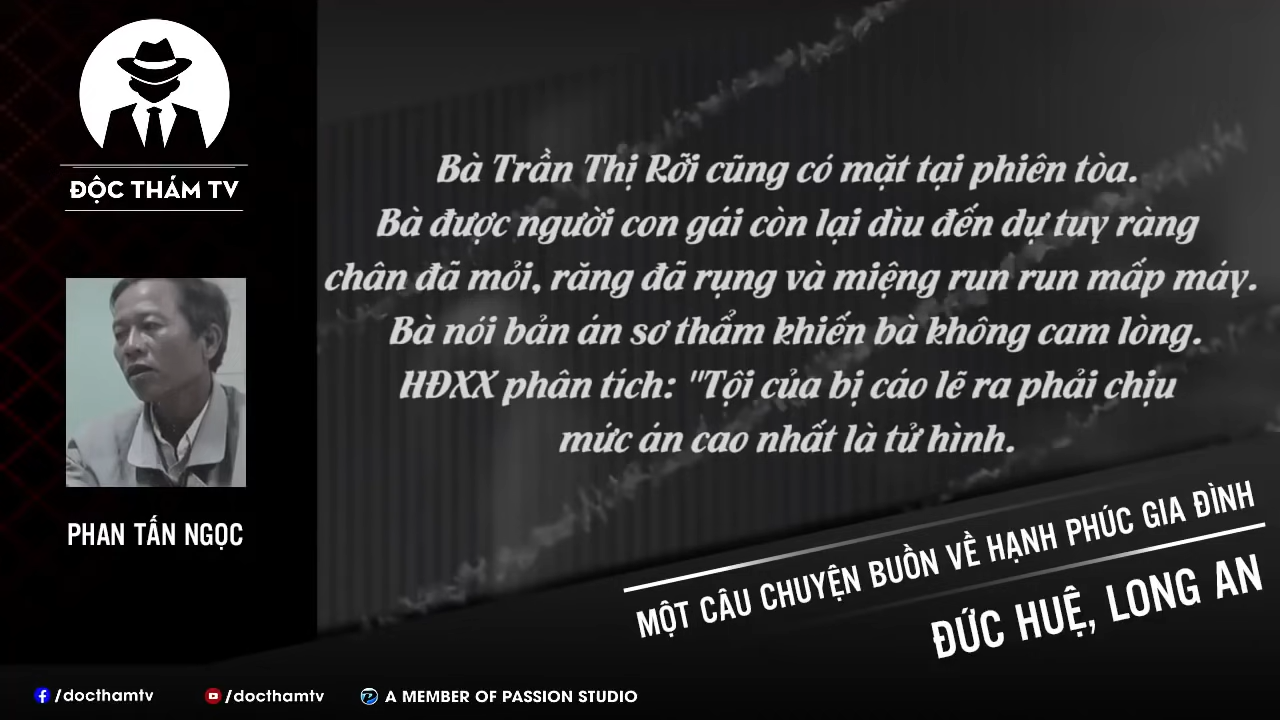 ĐỘC THÁM TV
PHAN TẤN NGỌC
Bà Trần Thị Rỡi cũng có mặt tại phiên tòa.
Bà được người con gái còn lại dìu đến dự tuy ràng
chân đã mỏi, răng đã rụng và miệng run run mấp máy.
Bà nói bản án sơ thẩm khiến bà không cam lòng.
HĐXX phân tích: "Tội của bị cáo lẽ ra phải chịu
mức án cao nhất là tử hình.
MỘT CÂU CHUYỆN BUỒN VỀ HẠNH PHÚC GIA ĐÌNH
ĐỨC HUỆ, LONG AN
/docthamtv
/docthamtv
A MEMBER OF PASSION STUDIO